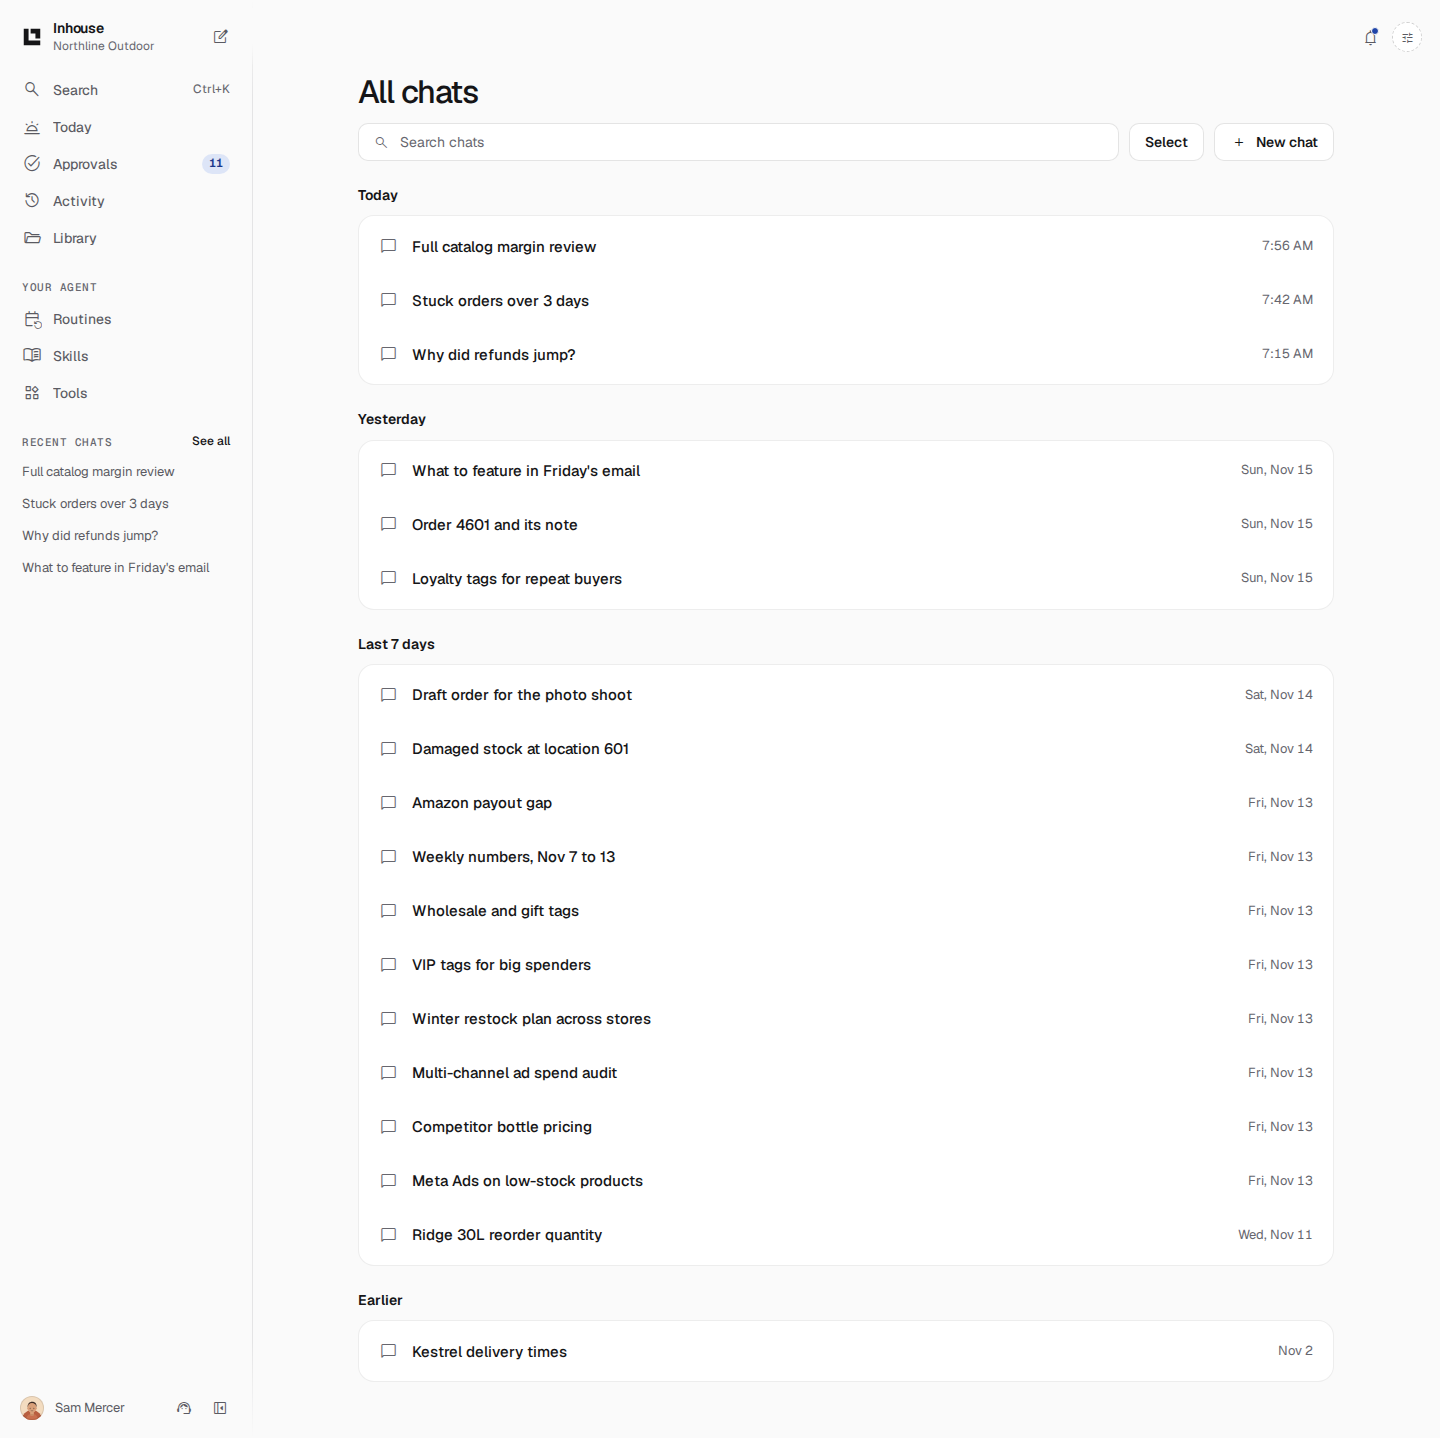 Inhouse
Northline Outdoor
Search Ctrl+K
Today
Approvals 11
Activity
Library
YOUR AGENT
Routines
Skills
Tools
RECENT CHATS See all
Full catalog margin review
Stuck orders over 3 days
Why did refunds jump?
What to feature in Friday's email
Sam Mercer
All chats
Search chats Select + New chat
Today
Full catalog margin review 7:56 AM
Stuck orders over 3 days 7:42 AM
Why did refunds jump? 7:15 AM
Yesterday
What to feature in Friday's email Sun, Nov 15
Order 4601 and its note Sun, Nov 15
Loyalty tags for repeat buyers Sun, Nov 15
Last 7 days
Draft order for the photo shoot Sat, Nov 14
Damaged stock at location 601 Sat, Nov 14
Amazon payout gap Fri, Nov 13
Weekly numbers, Nov 7 to 13 Fri, Nov 13
Wholesale and gift tags Fri, Nov 13
VIP tags for big spenders Fri, Nov 13
Winter restock plan across stores Fri, Nov 13
Multi-channel ad spend audit Fri, Nov 13
Competitor bottle pricing Fri, Nov 13
Meta Ads on low-stock products Fri, Nov 13
Ridge 30L reorder quantity Wed, Nov 11
Earlier
Kestrel delivery times Nov 2